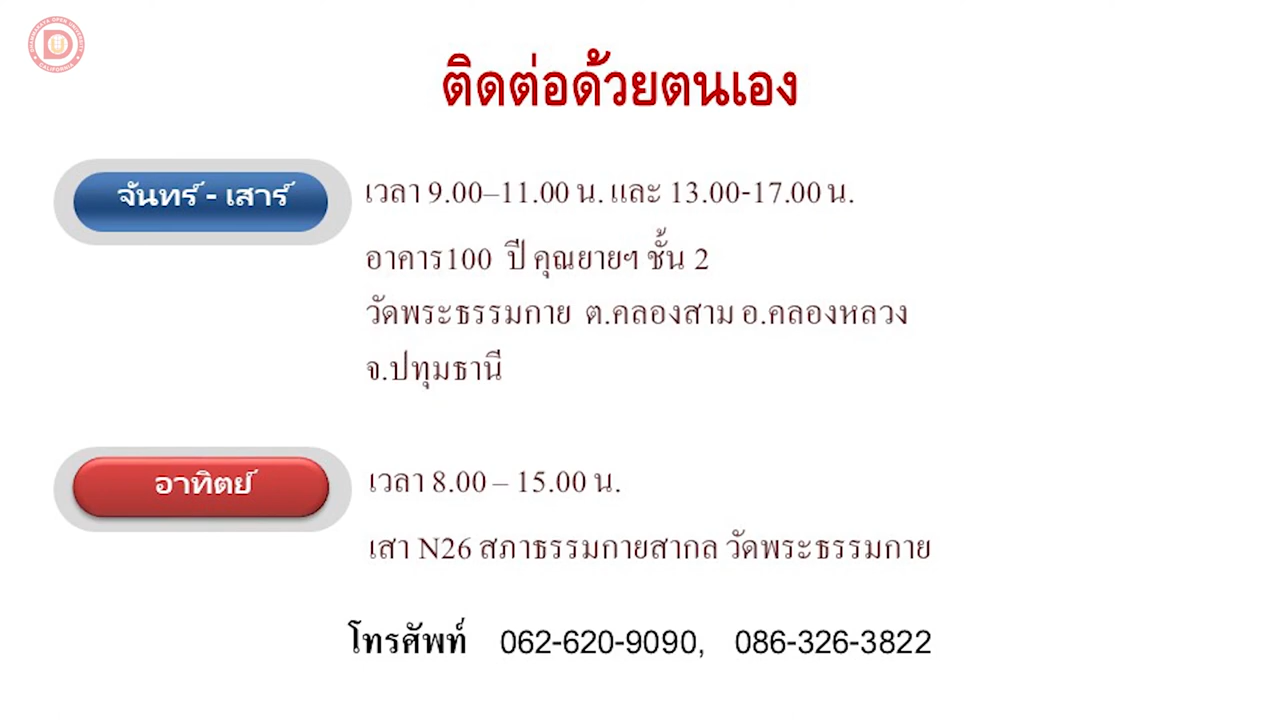 DHAMMAKAYA OPEN UNIVERSITY
CALIFORNIA
ติดต่อด้วยตนเอง
จันทร์ - เสาร์
เวลา 9.00–11.00 น. และ 13.00-17.00 น.
อาคาร100 ปี คุณยายฯ ชั้น 2
วัดพระธรรมกาย ต.คลองสาม อ.คลองหลวง
จ.ปทุมธานี
อาทิตย์
เวลา 8.00 – 15.00 น.
เสา N26 สภาธรรมกายสากล วัดพระธรรมกาย
โทรศัพท์ 062-620-9090, 086-326-3822